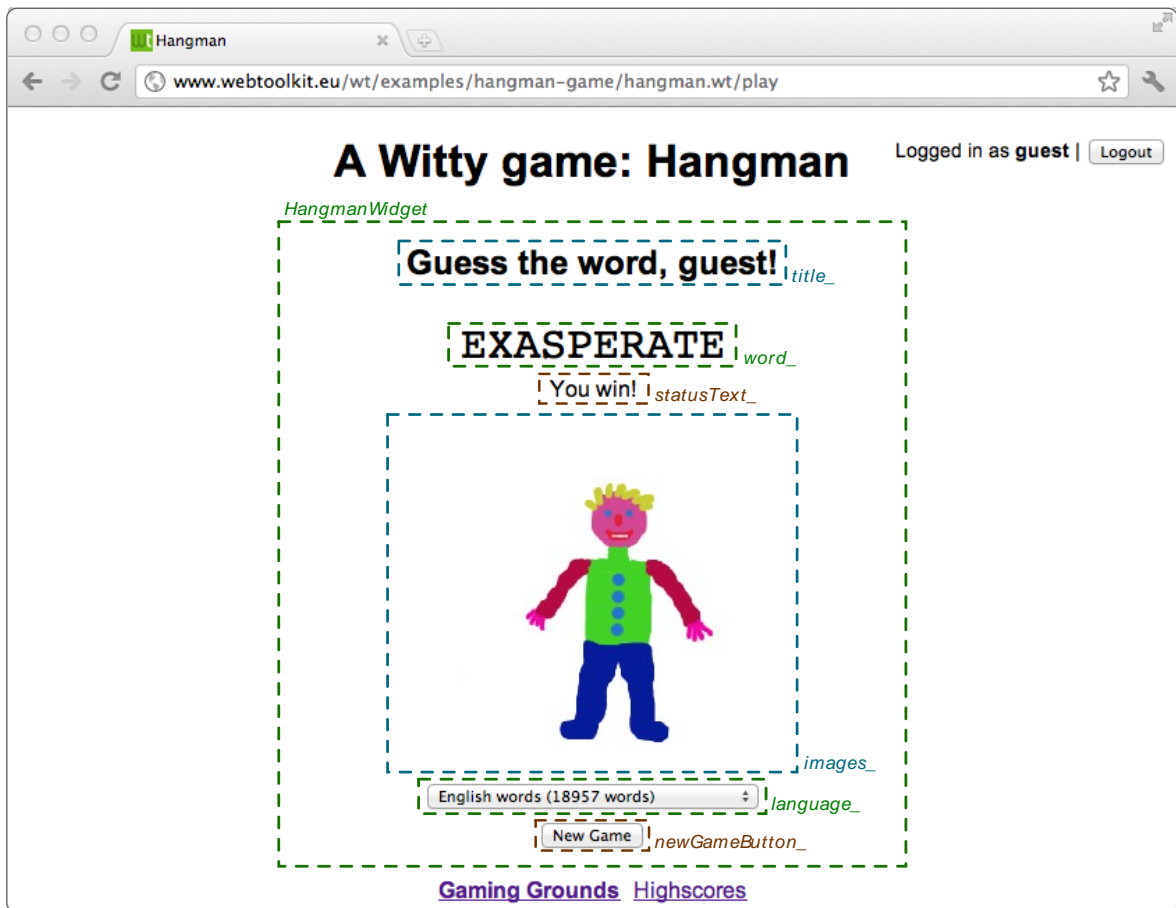 Hangman
www.webtoolkit.eu/wt/examples/hangman-game/hangman.wt/play
A Witty game: Hangman
Logged in as guest | Logout
HangmanWidget
Guess the word, guest! title_
EXASPERATE word_
You win! statusText_
images_
English words (18957 words) language_
New Game newGameButton_
Gaming Grounds Highscores